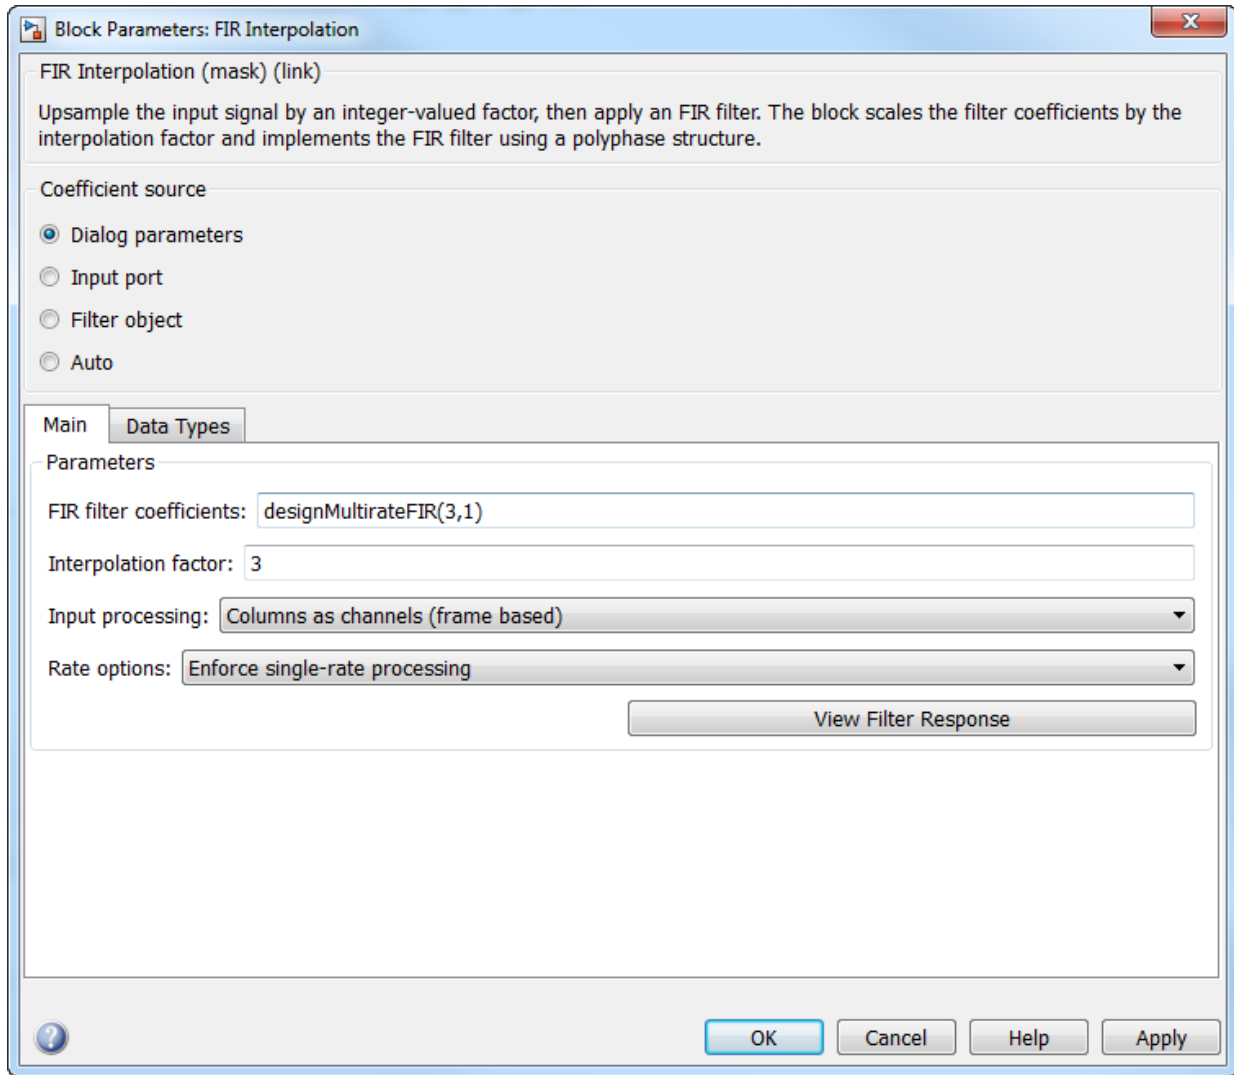 Block Parameters: FIR Interpolation
X
FIR Interpolation (mask) (link)
Upsample the input signal by an integer-valued factor, then apply an FIR filter. The block scales the filter coefficients by the
interpolation factor and implements the FIR filter using a polyphase structure.
Coefficient source
Dialog parameters
Input port
Filter object
Auto
Main Data Types
Parameters
FIR filter coefficients: designMultirateFIR(3,1)
Interpolation factor: 3
Input processing: Columns as channels (frame based)
Rate options: Enforce single-rate processing
View Filter Response
? OK Cancel Help Apply